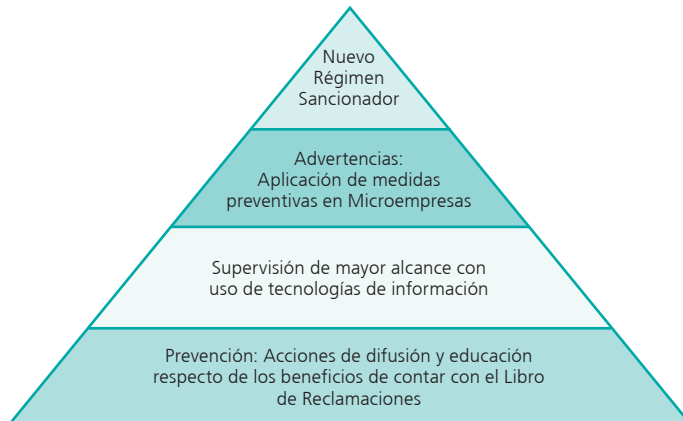 Nuevo
Régimen
Sancionador
Advertencias:
Aplicación de medidas
preventivas en Microempresas
Supervisión de mayor alcance con
uso de tecnologías de información
Prevención: Acciones de difusión y educación
respecto de los beneficios de contar con el Libro
de Reclamaciones